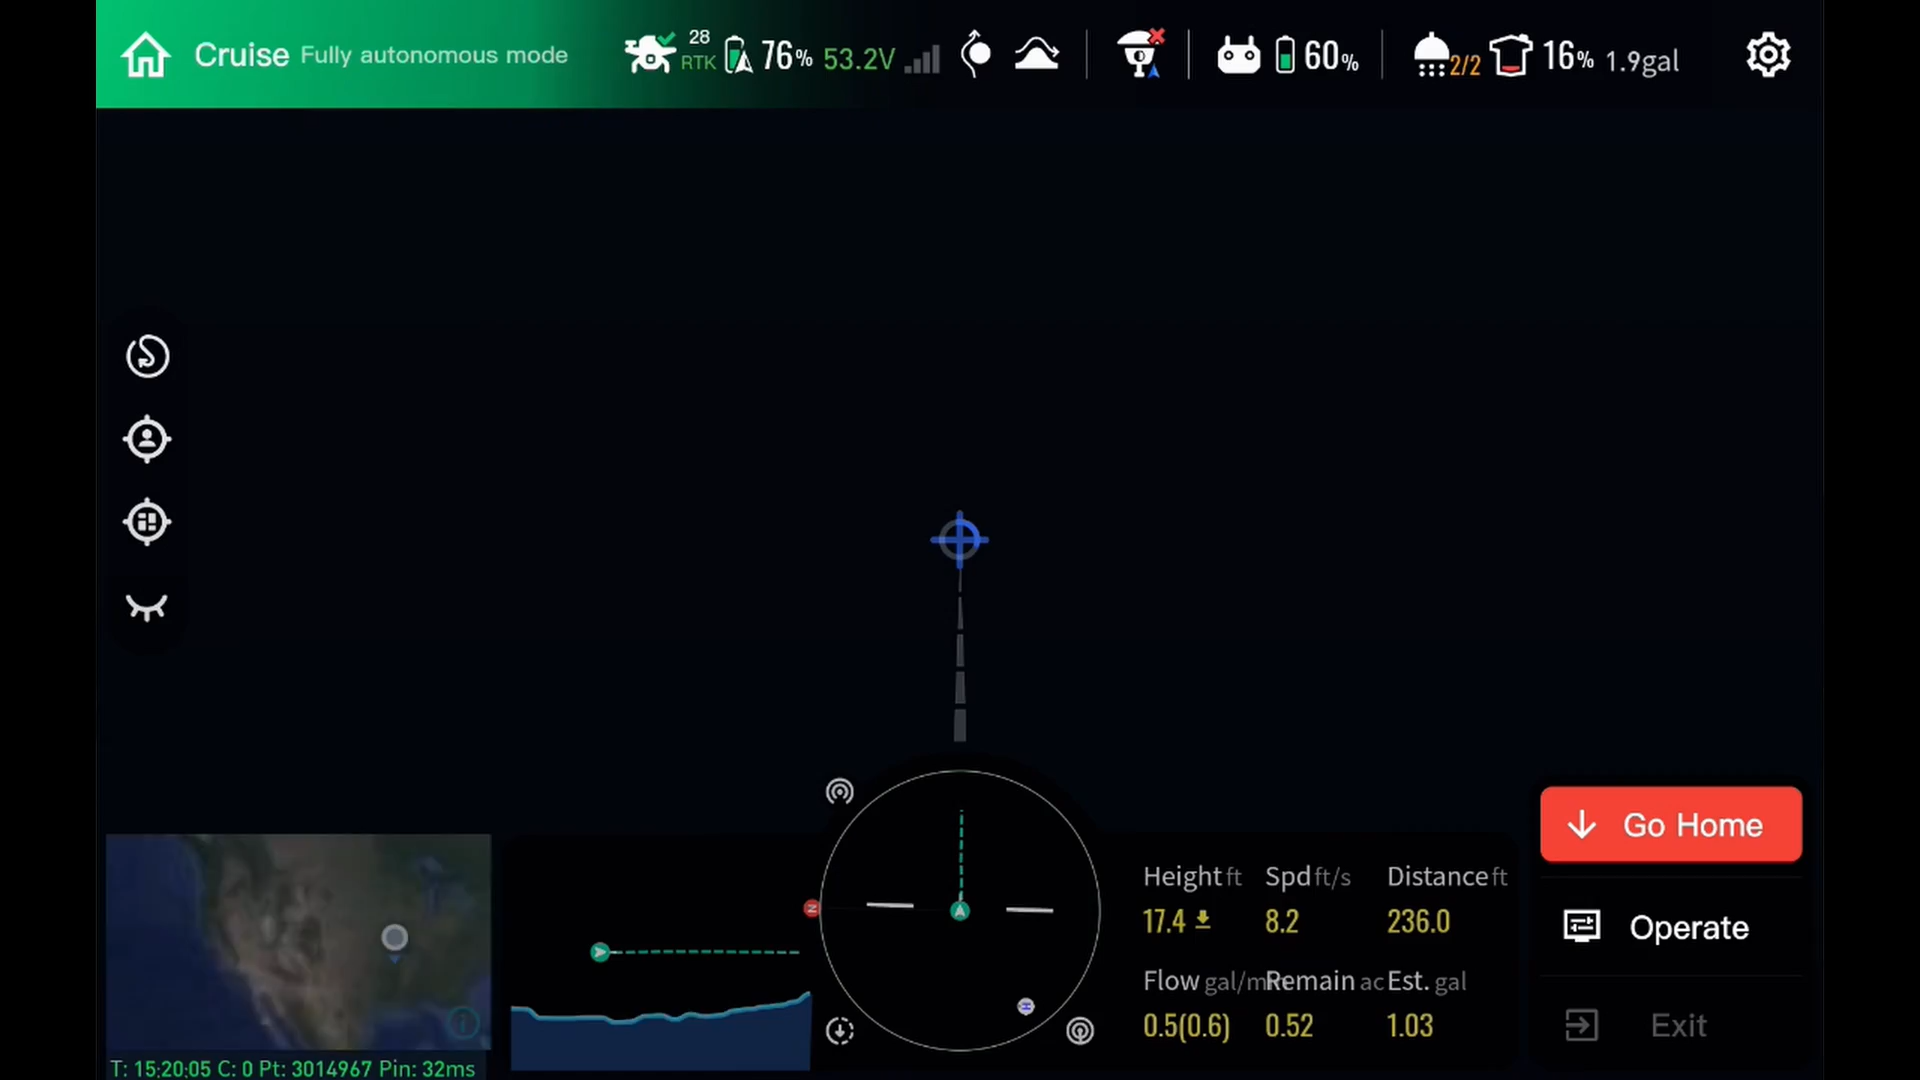 Cruise Fully autonomous mode
28
RTK
76% 53.2V
60%
2/2
16% 1.9gal
Go Home
Height ft Spd ft/s Distance ft
17.4 8.2 236.0
Operate
Flow gal/min Remain ac Est. gal
0.5(0.6) 0.52 1.03
Exit
N
H
T: 15:20:05 C: 0 Pt: 3014967 Pin: 32ms